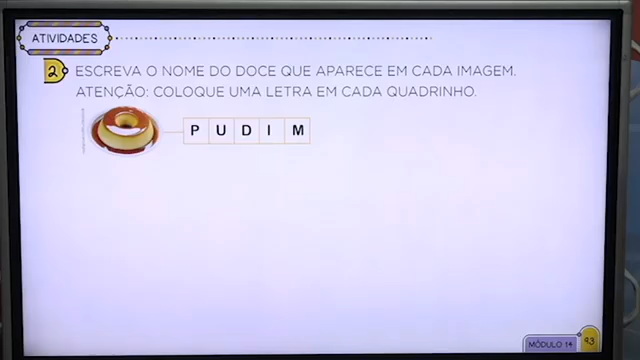 ATIVIDADES
2 ESCREVA O NOME DO DOCE QUE APARECE EM CADA IMAGEM.
ATENÇÃO: COLOQUE UMA LETRA EM CADA QUADRINHO.
P U D I M
MÓDULO 14 93